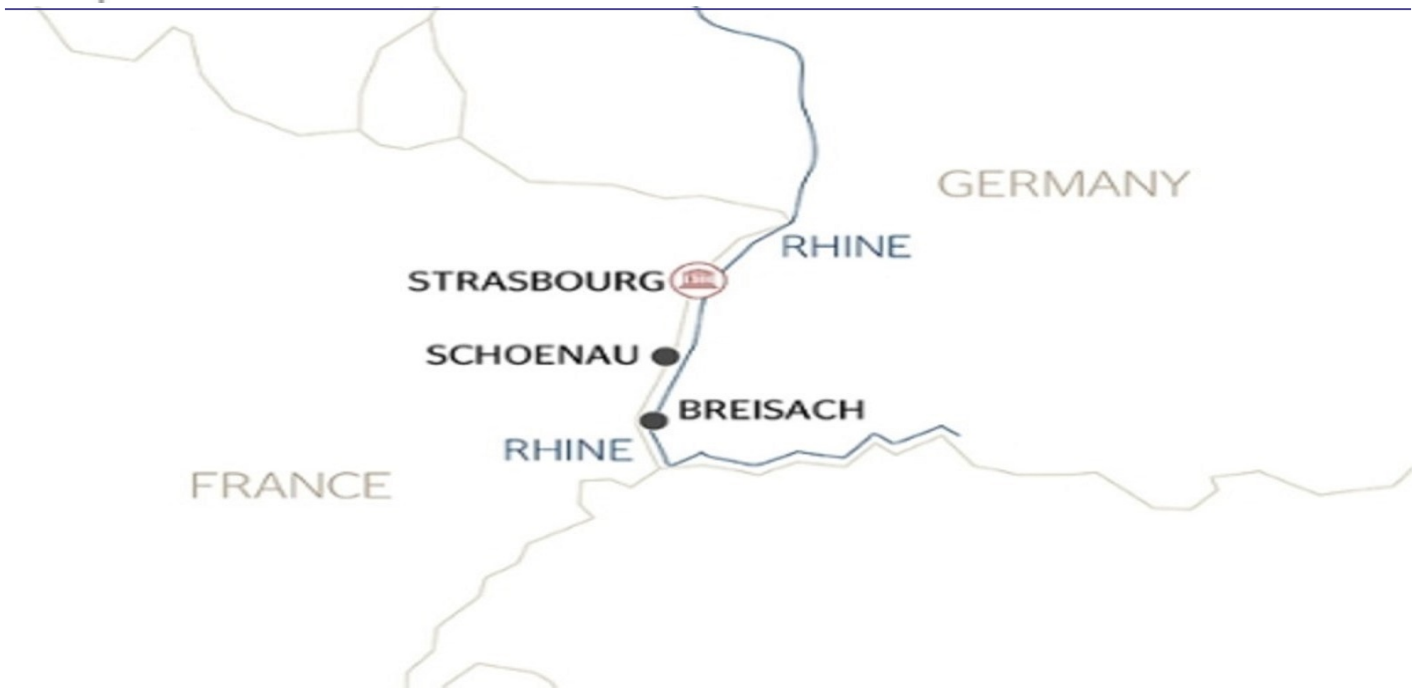 GERMANY
RHINE
STRASBOURG
SCHOENAU
BREISACH
RHINE
FRANCE